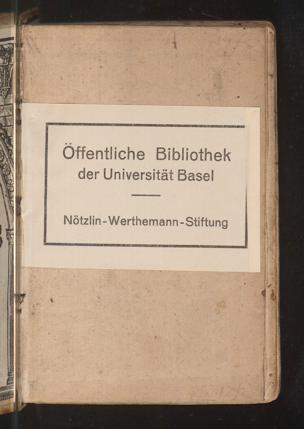 Öffentliche Bibliothek
der Universität Basel
Nötzlin-Werthemann-Stiftung